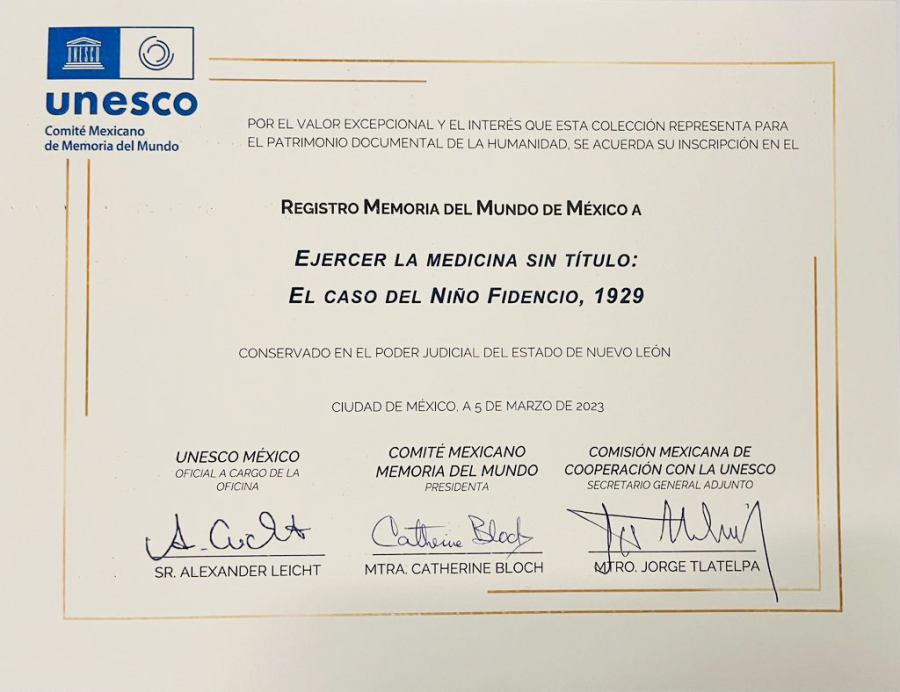 UNESCO
unesco
Comité Mexicano
de Memoria del Mundo
POR EL VALOR EXCEPCIONAL Y EL INTERÉS QUE ESTA COLECCIÓN REPRESENTA PARA
EL PATRIMONIO DOCUMENTAL DE LA HUMANIDAD, SE ACUERDA SU INSCRIPCIÓN EN EL
REGISTRO MEMORIA DEL MUNDO DE MÉXICO A
EJERCER LA MEDICINA SIN TÍTULO:
EL CASO DEL NIÑO FIDENCIO, 1929
CONSERVADO EN EL PODER JUDICIAL DEL ESTADO DE NUEVO LEÓN
CIUDAD DE MÉXICO, A 5 DE MARZO DE 2023
UNESCO MÉXICO
OFICIAL A CARGO DE LA
OFICINA
A. Leicht
SR. ALEXANDER LEICHT
COMITÉ MEXICANO
MEMORIA DEL MUNDO
PRESIDENTA
Catherine Bloch
MTRA. CATHERINE BLOCH
COMISIÓN MEXICANA DE
COOPERACIÓN CON LA UNESCO
SECRETARIO GENERAL ADJUNTO
MTRO. JORGE TLATELPA